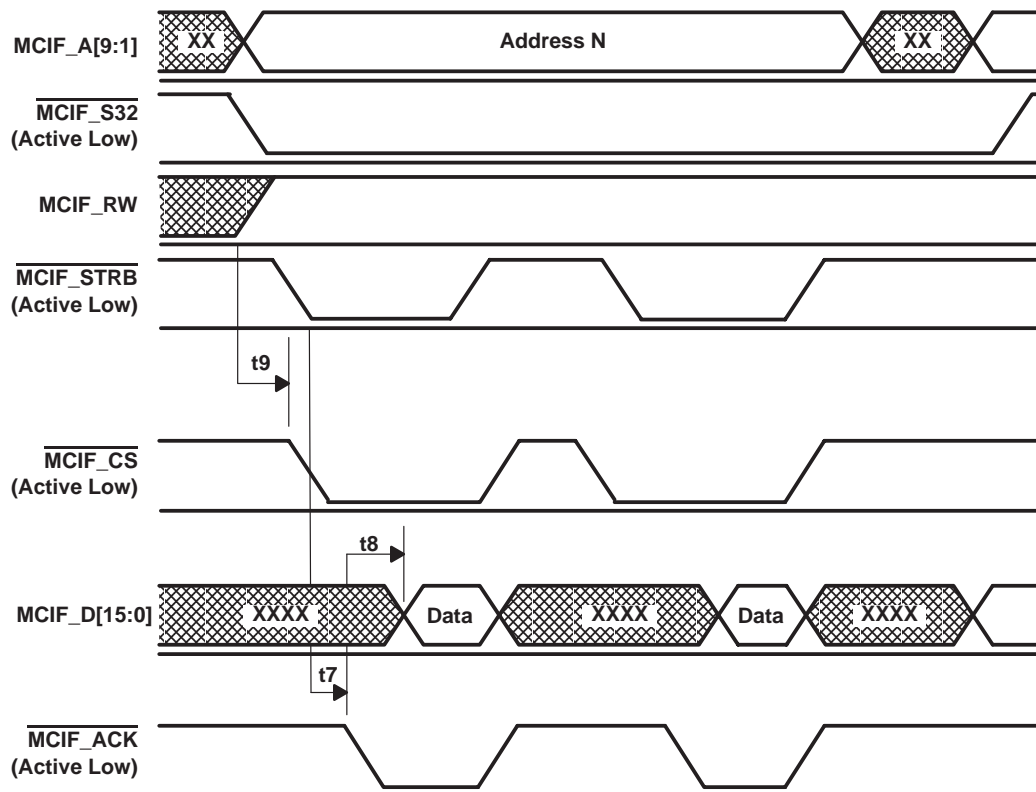 MCIF_A[9:1] XX Address N XX
MCIF_S32
(Active Low)
MCIF_RW
MCIF_STRB
(Active Low)
t9
MCIF_CS
(Active Low)
t8
MCIF_D[15:0] XXXX Data XXXX Data XXXX
t7
MCIF_ACK
(Active Low)